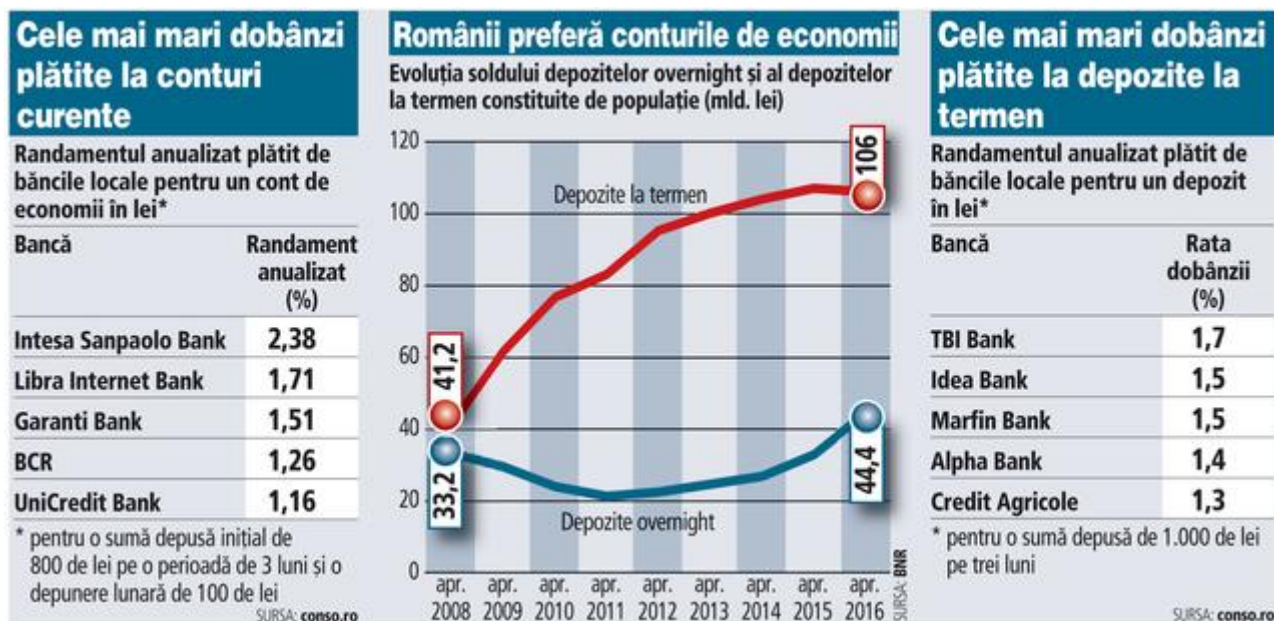 Cele mai mari dobânzi
plătite la conturi
curente
Randamentul anualizat plătit de
băncile locale pentru un cont de
economii în lei*
Bancă Randament
anualizat
(%)
Intesa Sanpaolo Bank 2,38
Libra Internet Bank 1,71
Garanti Bank 1,51
BCR 1,26
UniCredit Bank 1,16
* pentru o sumă depusă inițial de
800 de lei pe o perioadă de 3 luni și o
depunere lunară de 100 de lei
SURSA: conso.ro
Românii preferă conturile de economii
Evoluția soldului depozitelor overnight și al depozitelor
la termen constituite de populație (mld. lei)
120
100
80
60
40
20
0
Depozite la termen
106
41,2
33,2
44,4
Depozite overnight
apr. apr. apr. apr. apr. apr. apr. apr. apr.
2008 2009 2010 2011 2012 2013 2014 2015 2016
SURSA: BNR
Cele mai mari dobânzi
plătite la depozite la
termen
Randamentul anualizat plătit de
băncile locale pentru un depozit
în lei*
Bancă Rata
dobânzii
(%)
TBI Bank 1,7
Idea Bank 1,5
Marfin Bank 1,5
Alpha Bank 1,4
Credit Agricole 1,3
* pentru o sumă depusă de 1.000 de lei
pe trei luni
SURSA: conso.ro